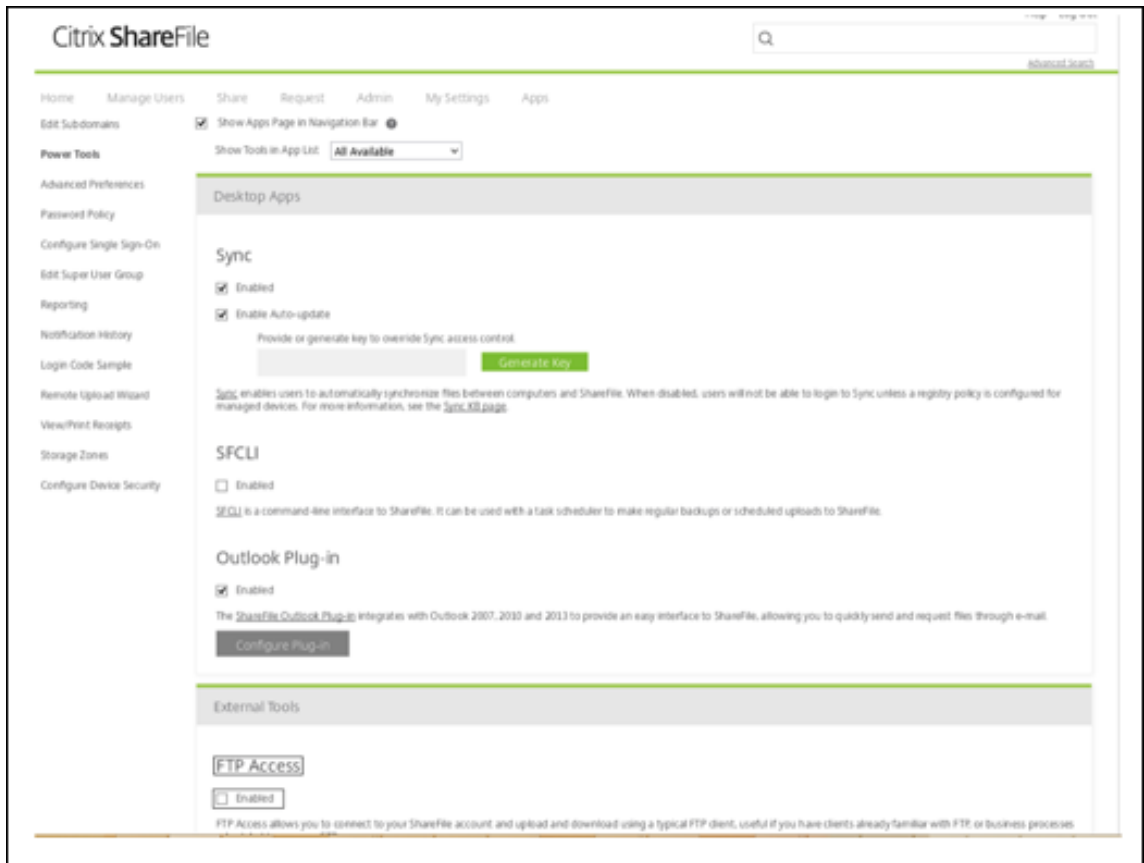 Help Log Out
Citrix ShareFile
Advanced Search
Home Manage Users Share Request Admin My Settings Apps
Edit Subdomains
Power Tools
Advanced Preferences
Password Policy
Configure Single Sign-On
Edit Super User Group
Reporting
Notification History
Login Code Sample
Remote Upload Wizard
View/Print Receipts
Storage Zones
Configure Device Security
Show Apps Page in Navigation Bar
Show Tools in App List All Available
Desktop Apps
Sync
Enabled
Enable Auto-update
Provide or generate key to override Sync access control
Generate Key
Sync enables users to automatically synchronize files between computers and ShareFile. When disabled, users will not be able to login to Sync unless a registry policy is configured for
managed devices. For more information, see the Sync KB page.
SFCLI
Enabled
SFCLI is a command-line interface to ShareFile. It can be used with a task scheduler to make regular backups or scheduled uploads to ShareFile.
Outlook Plug-in
Enabled
The ShareFile Outlook Plug-in integrates with Outlook 2007, 2010 and 2013 to provide an easy interface to ShareFile, allowing you to quickly send and request files through e-mail.
Configure Plug-in
External Tools
FTP Access
Enabled
FTP Access allows you to connect to your ShareFile account and upload and download using a typical FTP client, useful if you have clients already familiar with FTP, or business processes